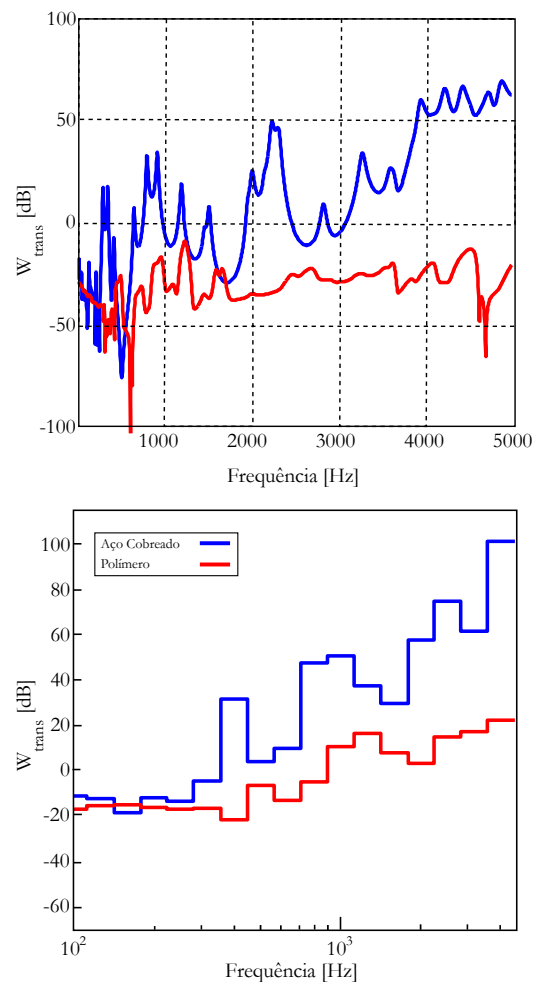 100
50
0
-50
-100
W trans [dB]
1000 2000 3000 4000 5000
Frequência [Hz]
Aço Cobreado
Polímero
100
80
60
40
20
0
-20
-40
-60
W trans [dB]
10² 10³
Frequência [Hz]